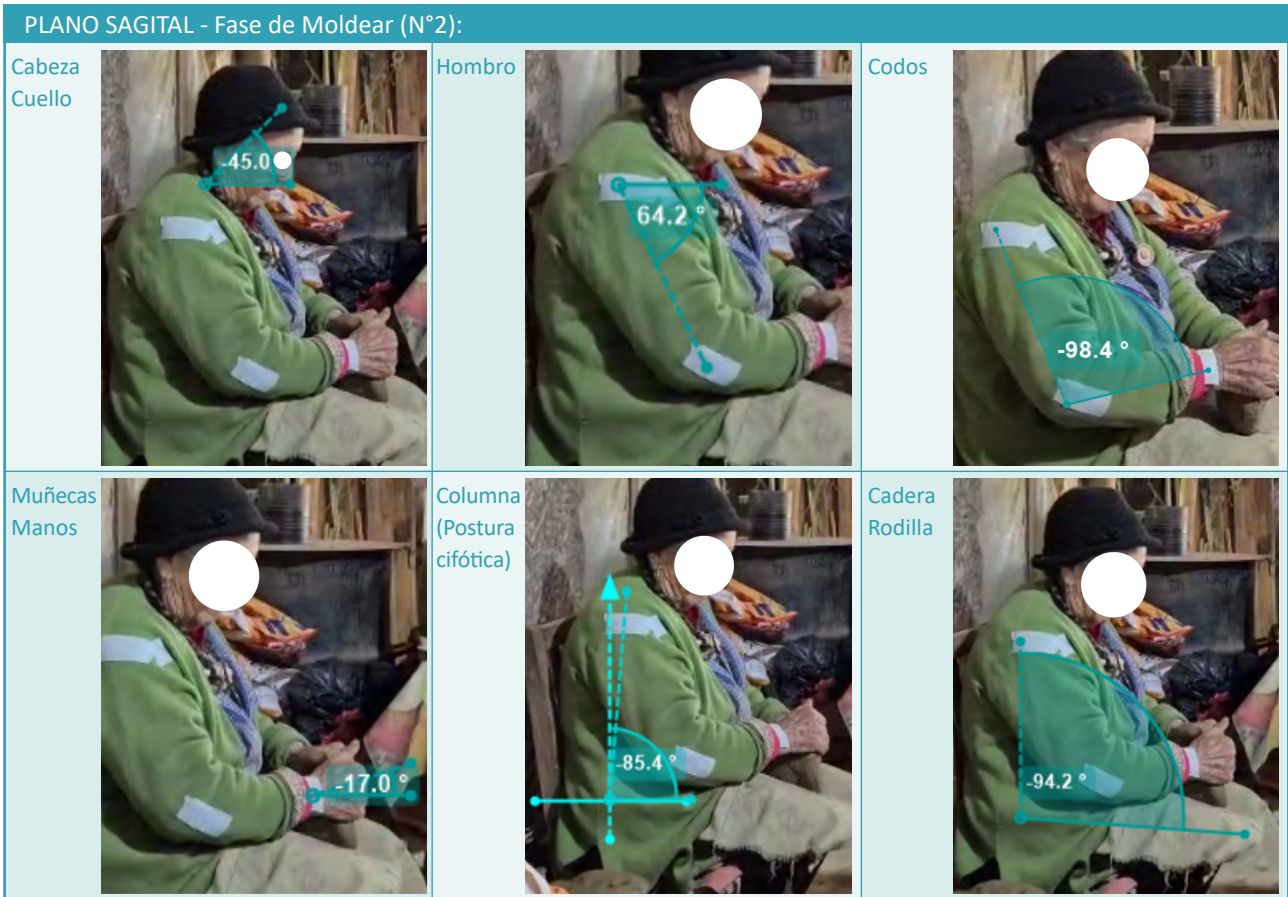 PLANO SAGITAL - Fase de Moldear (N°2):
Cabeza
Cuello
-45.0
Hombro
64.2 °
Codos
-98.4 °
Muñecas
Manos
-17.0 °
Columna
(Postura
cifótica)
-85.4 °
Cadera
Rodilla
-94.2 °